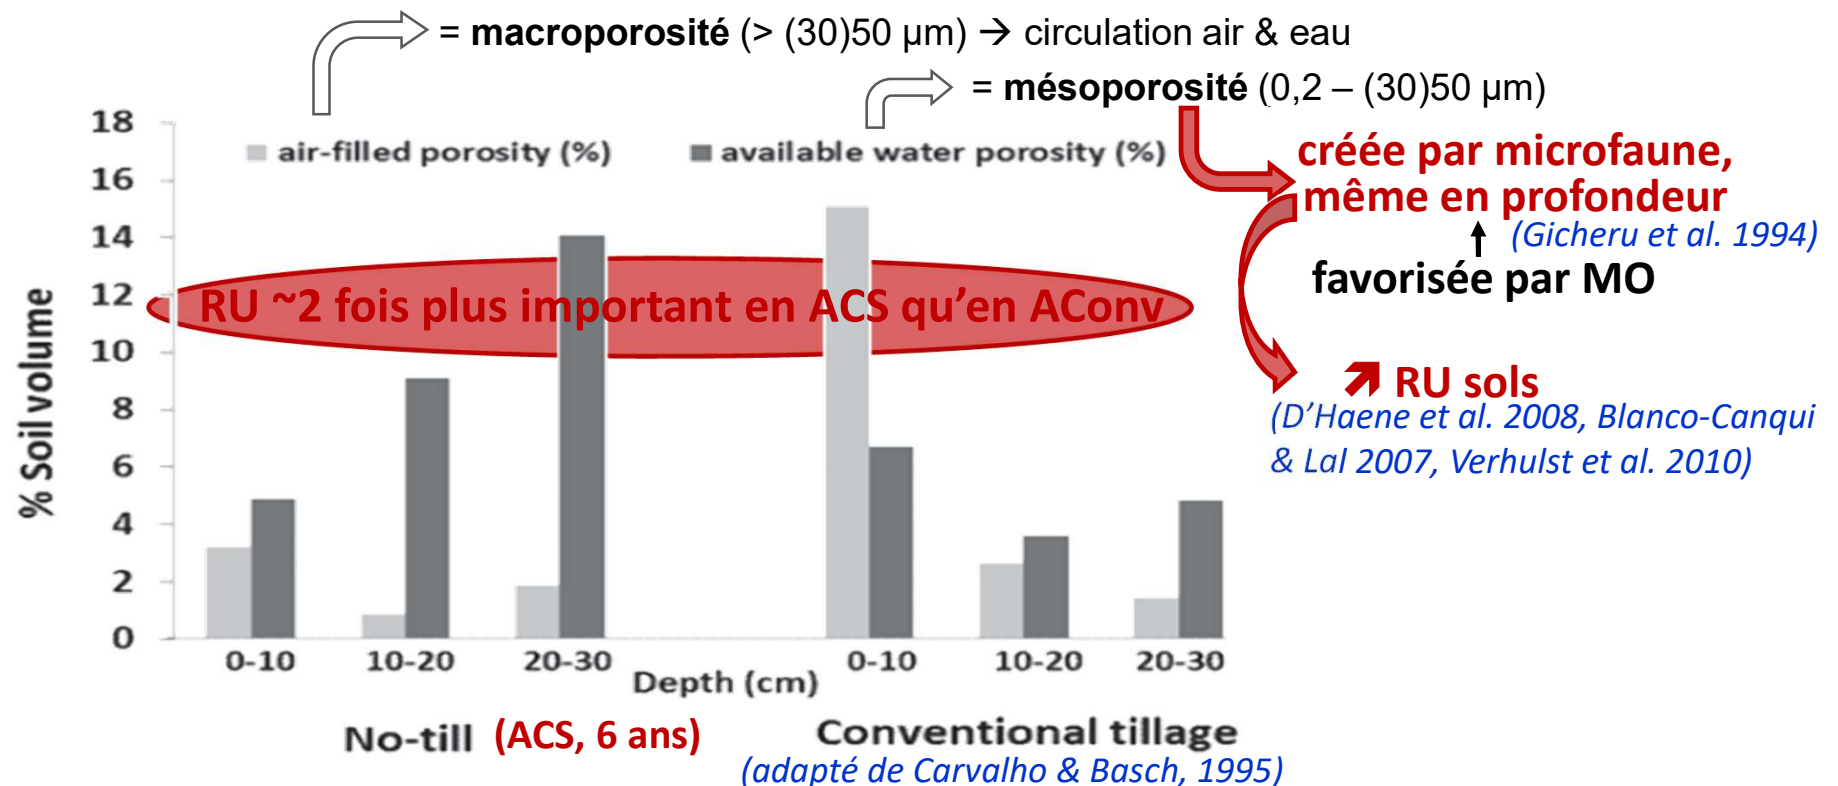 = macroporosité (> (30)50 µm) → circulation air & eau
= mésoporosité (0,2 – (30)50 µm)
air-filled porosity (%)
available water porosity (%)
créée par microfaune,
même en profondeur
(Gicheru et al. 1994)
favorisée par MO
RU ~2 fois plus important en ACS qu'en AConv
RU sols
(D'Haene et al. 2008, Blanco-Canqui
& Lal 2007, Verhulst et al. 2010)
% Soil volume
18
16
14
12
10
8
6
4
2
0
0-10 10-20 20-30 0-10 10-20 20-30
Depth (cm)
No-till (ACS, 6 ans) Conventional tillage
(adapté de Carvalho & Basch, 1995)